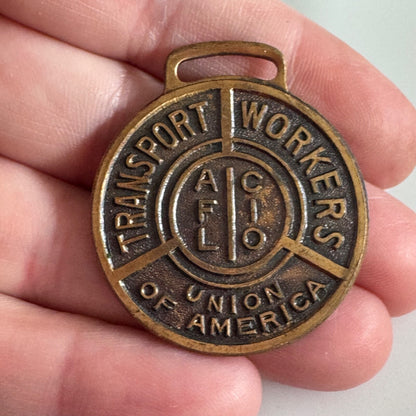 TRANSPORT WORKERS
AFL CIO
UNION
OF AMERICA